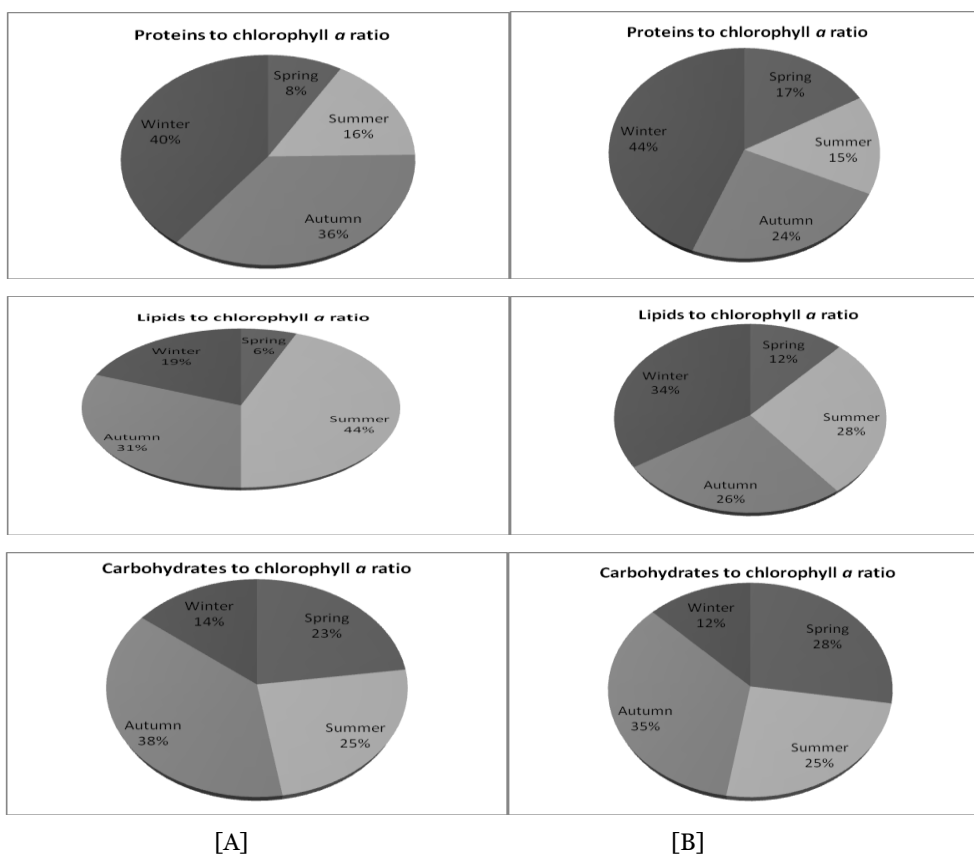 Proteins to chlorophyll a ratio
Spring
8%
Summer
16%
Autumn
36%
Winter
40%
Proteins to chlorophyll a ratio
Spring
17%
Summer
15%
Autumn
24%
Winter
44%
Lipids to chlorophyll a ratio
Spring
6%
Summer
44%
Autumn
31%
Winter
19%
Lipids to chlorophyll a ratio
Spring
12%
Summer
28%
Autumn
26%
Winter
34%
Carbohydrates to chlorophyll a ratio
Spring
23%
Summer
25%
Autumn
38%
Winter
14%
Carbohydrates to chlorophyll a ratio
Spring
28%
Summer
25%
Autumn
35%
Winter
12%
[A]
[B]